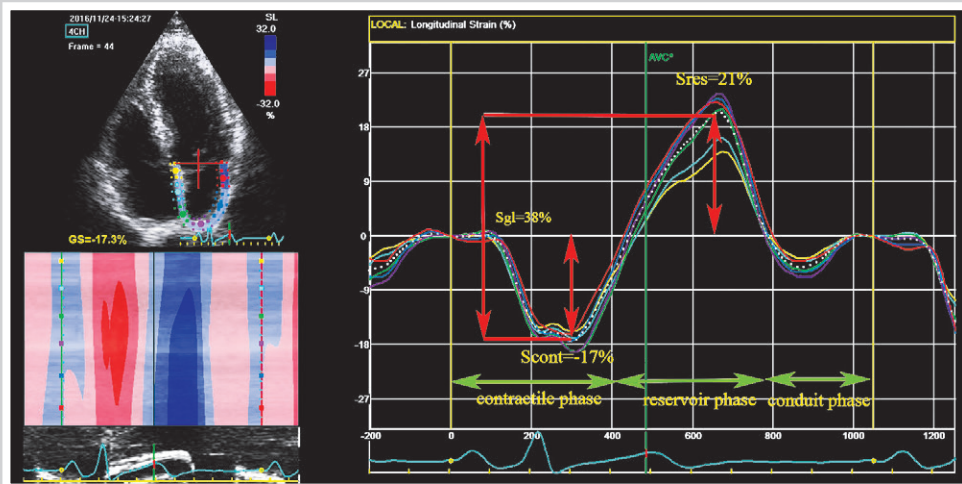 2016/11/24-15:24:27
4CH
Frame = 44
SL
32.0
-32.0
%
GS=-17.3%
LOCAL: Longitudinal Strain (%)
AVC*
27
18
9
0
-9
-18
-27
Sres=21%
Sgl=38%
Scont=-17%
contractile phase
reservoir phase
conduit phase
-200
0
200
400
600
800
1000
1200